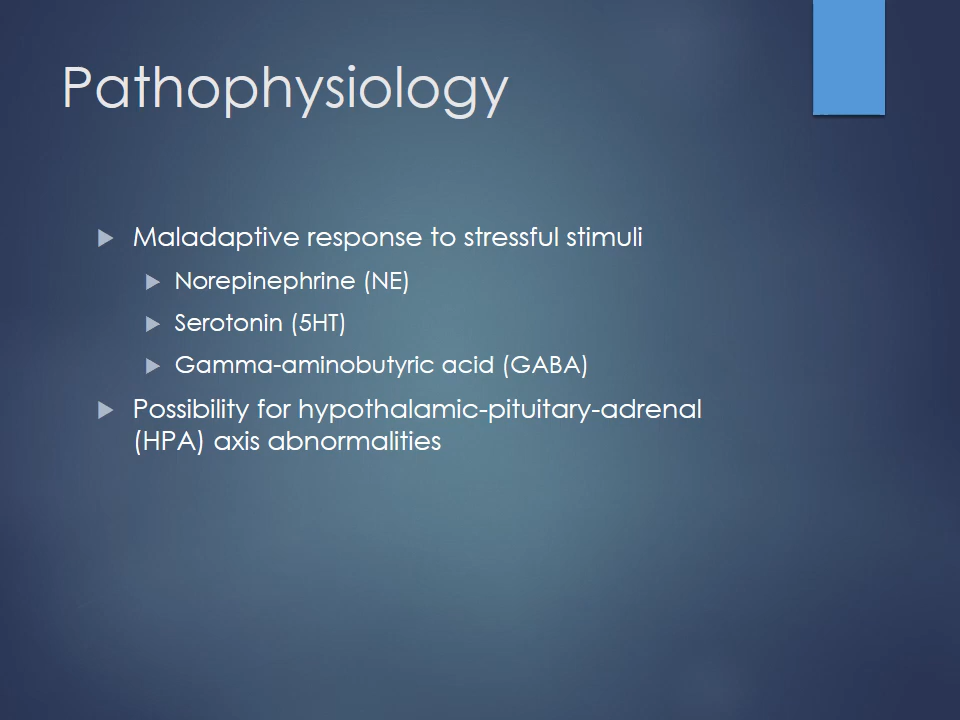 Pathophysiology
Maladaptive response to stressful stimuli
Norepinephrine (NE)
Serotonin (5HT)
Gamma-aminobutyric acid (GABA)
Possibility for hypothalamic-pituitary-adrenal
(HPA) axis abnormalities